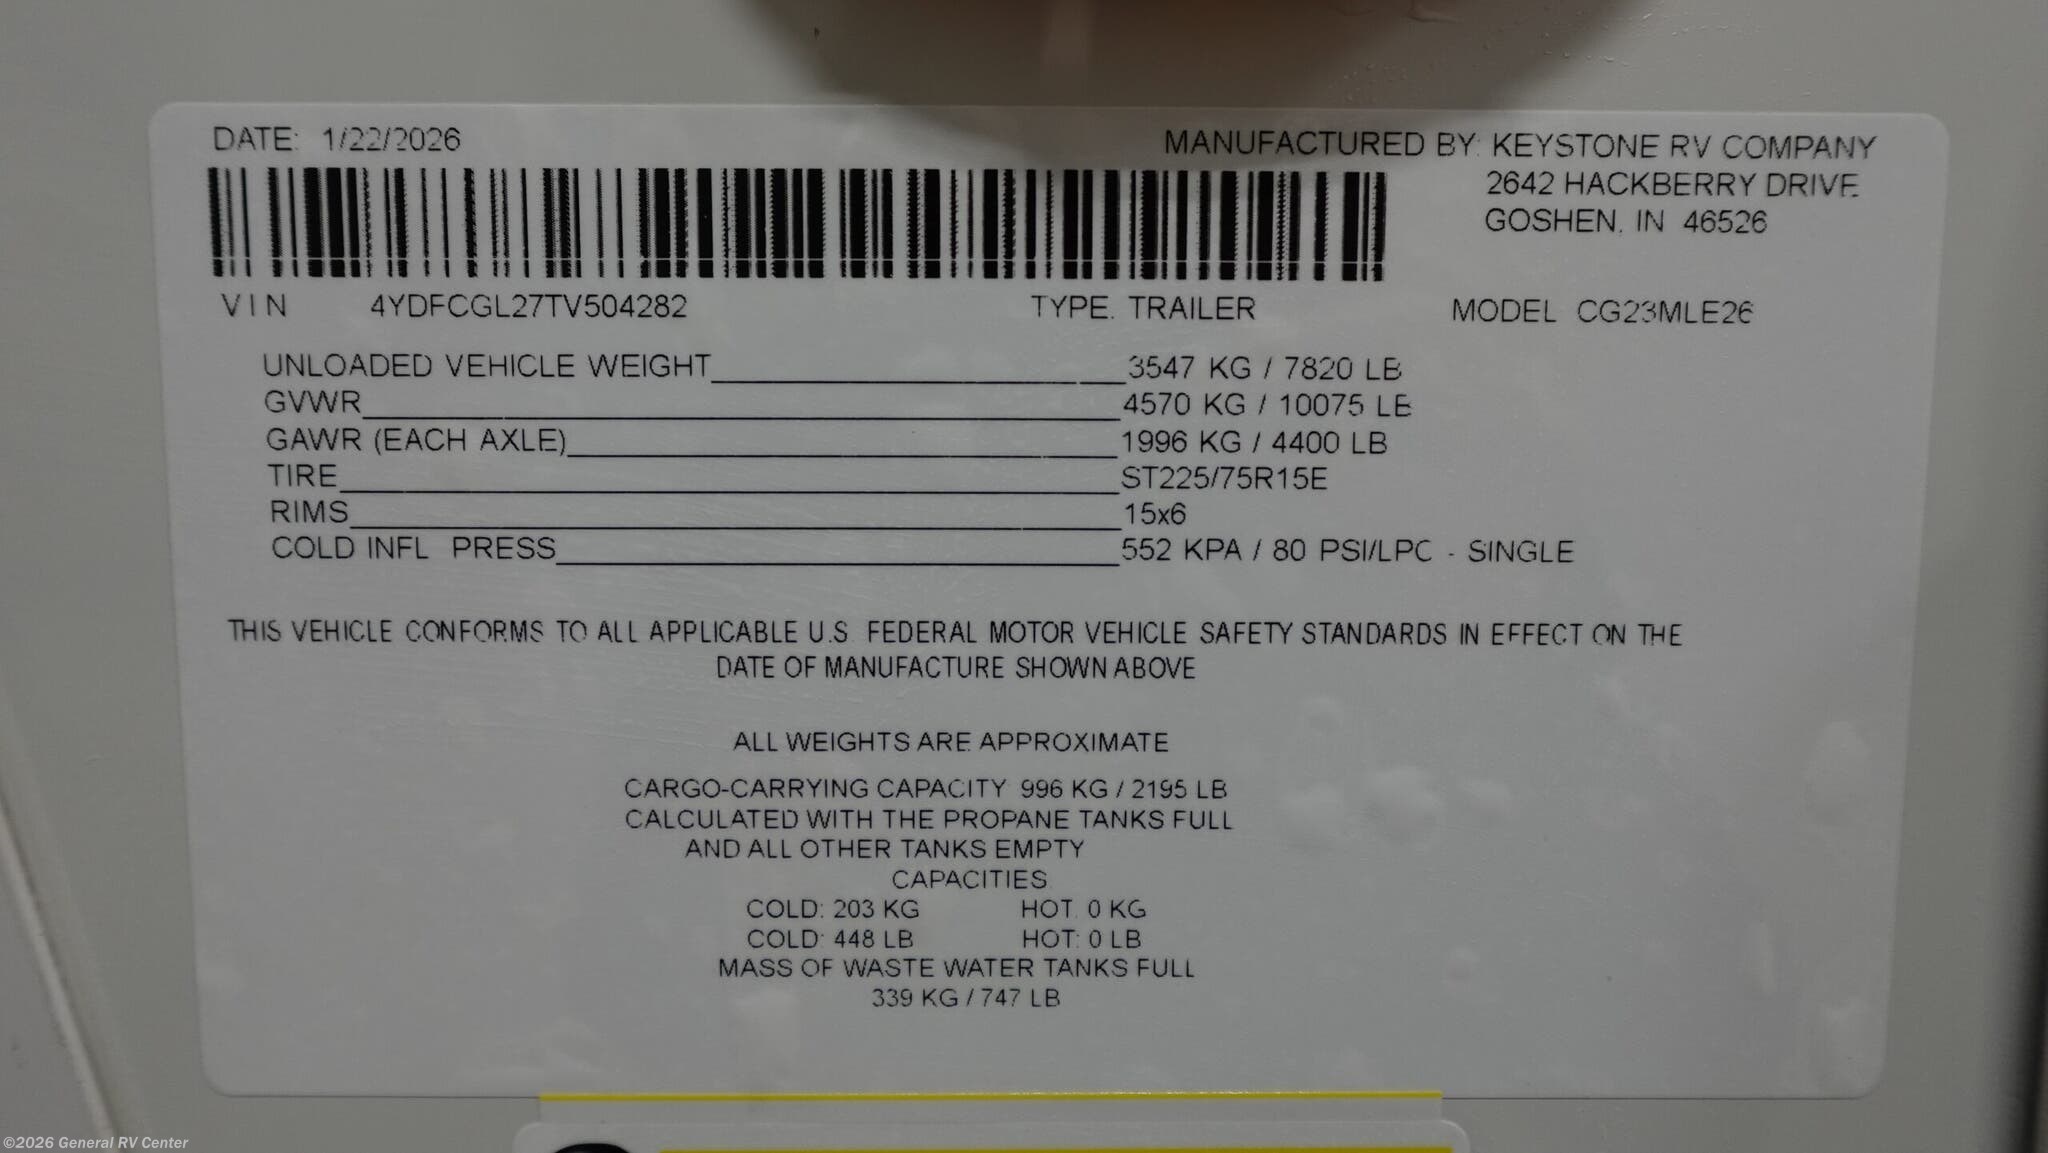 DATE: 1/22/2026
MANUFACTURED BY: KEYSTONE RV COMPANY
2642 HACKBERRY DRIVE
GOSHEN, IN 46526
VIN 4YDFCGL27TV504282 TYPE. TRAILER MODEL CG23MLE26
UNLOADED VEHICLE WEIGHT 3547 KG / 7820 LB
GVWR 4570 KG / 10075 LB
GAWR (EACH AXLE) 1996 KG / 4400 LB
TIRE ST225/75R15E
RIMS 15x6
COLD INFL PRESS 552 KPA / 80 PSI/LPC - SINGLE
THIS VEHICLE CONFORMS TO ALL APPLICABLE U.S. FEDERAL MOTOR VEHICLE SAFETY STANDARDS IN EFFECT ON THE
DATE OF MANUFACTURE SHOWN ABOVE
ALL WEIGHTS ARE APPROXIMATE
CARGO-CARRYING CAPACITY 996 KG / 2195 LB
CALCULATED WITH THE PROPANE TANKS FULL
AND ALL OTHER TANKS EMPTY
CAPACITIES
COLD: 203 KG HOT. 0 KG
COLD: 448 LB HOT: 0 LB
MASS OF WASTE WATER TANKS FULL
339 KG / 747 LB
©2026 General RV Center